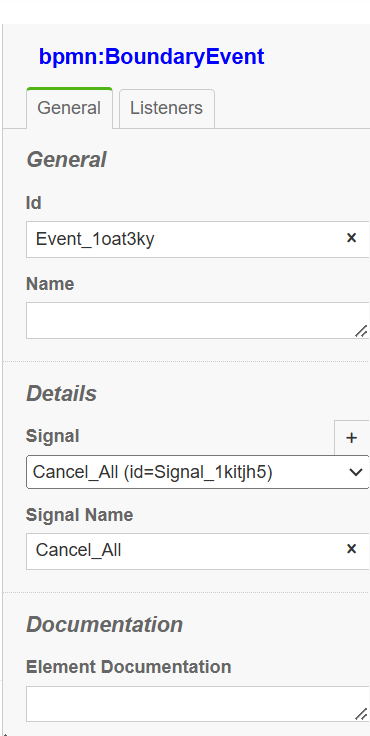 bpmn:BoundaryEvent
General Listeners
General
Id
Event_1oat3ky
Name
Details
Signal
+
Cancel_All (id=Signal_1kitjh5)
Signal Name
Cancel_All
Documentation
Element Documentation